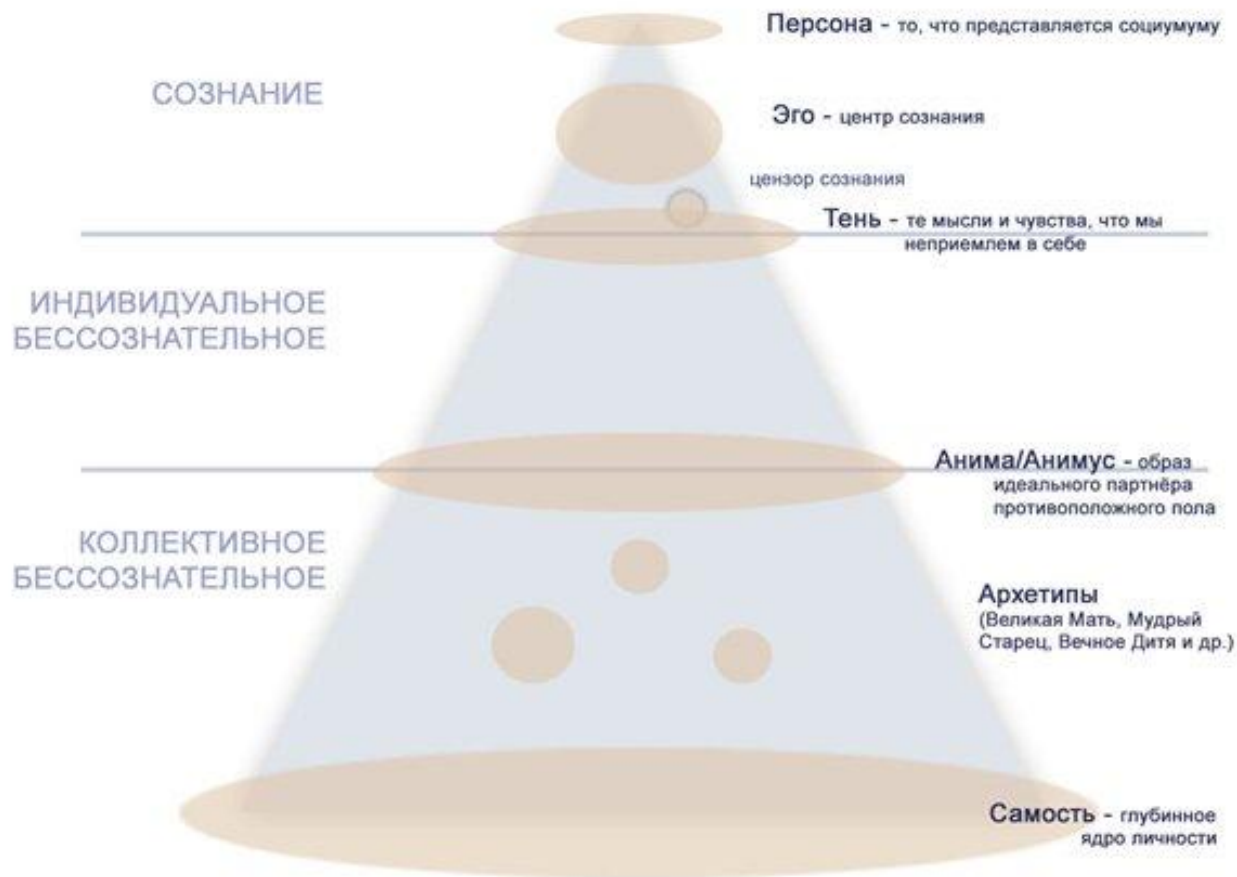 Персона - то, что представляется социумуму
СОЗНАНИЕ
Эго - центр сознания
цензор сознания
Тень - те мысли и чувства, что мы
неприемлем в себе
ИНДИВИДУАЛЬНОЕ
БЕССОЗНАТЕЛЬНОЕ
Анима/Анимус - образ
идеального партнёра
противоположного пола
КОЛЛЕКТИВНОЕ
БЕССОЗНАТЕЛЬНОЕ
Архетипы
(Великая Мать, Мудрый
Старец, Вечное Дитя и др.)
Самость - глубинное
ядро личности